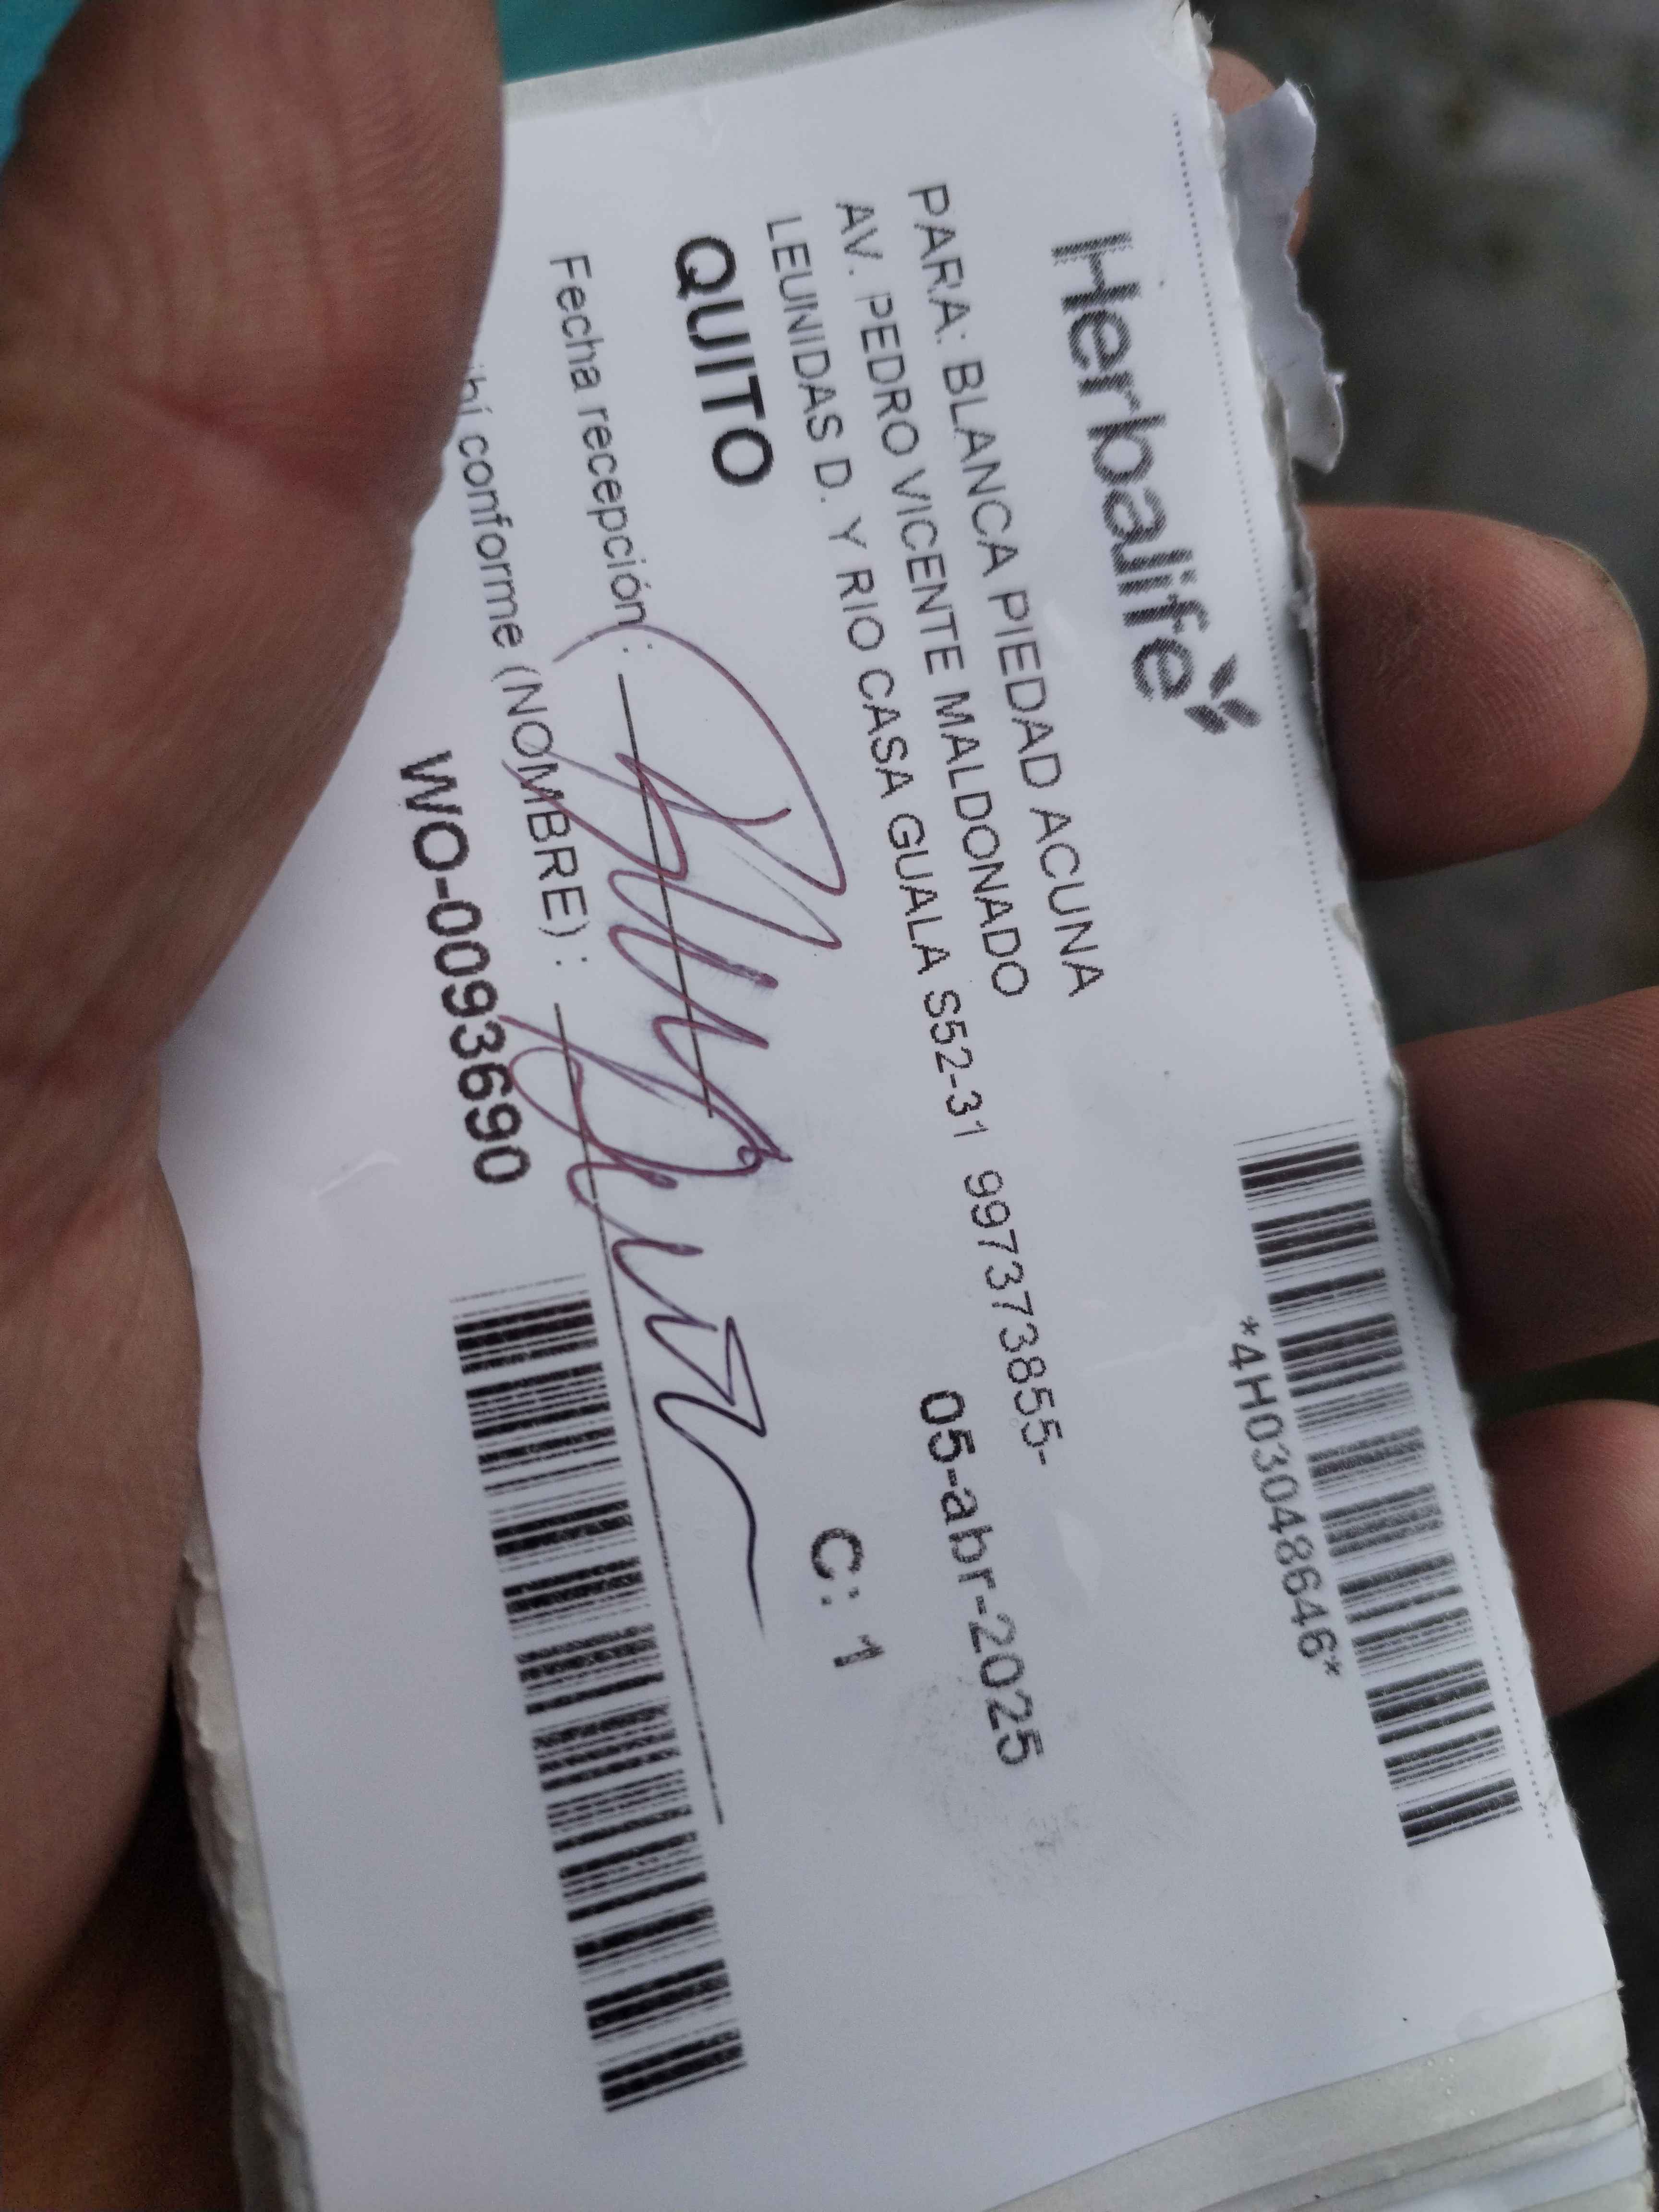 Herbalife
*4H03048646*
PARA: BLANCA PIEDAD ACUNA
AV. PEDRO VICENTE MALDONADO
LEUNIDAS D. Y RIO CASA GUALA S52-31 997373855-
05-abr-2025
QUITO
C: 1
Fecha recepción :
conforme (NOMBRE) :
WO-0093690